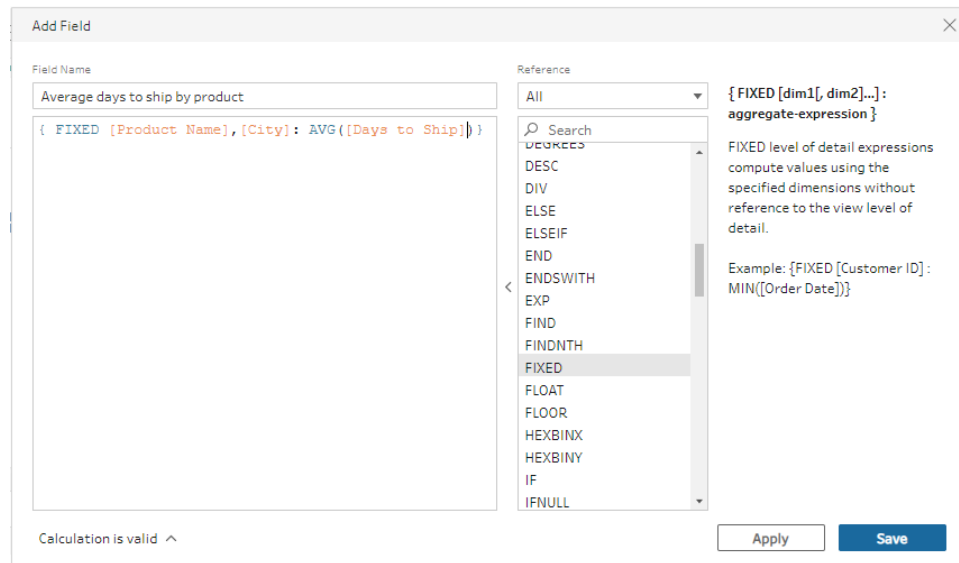 Add Field
Field Name
Average days to ship by product
{ FIXED [Product Name],[City]: AVG([Days to Ship])}
Calculation is valid
Reference
All
Search
DEGREES
DESC
DIV
ELSE
ELSEIF
END
ENDSWITH
EXP
FIND
FINDNTH
FIXED
FLOAT
FLOOR
HEXBINX
HEXBINY
IF
IFNULL
{ FIXED [dim1[, dim2]...] :
aggregate-expression }
FIXED level of detail expressions
compute values using the
specified dimensions without
reference to the view level of
detail.
Example: {FIXED [Customer ID] :
MIN([Order Date])}
Apply
Save